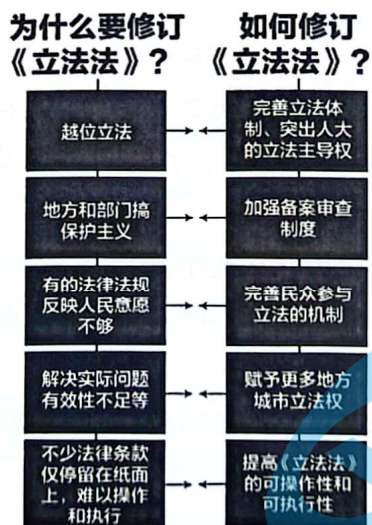 为什么要修订
《立法法》？
如何修订
《立法法》？
越位立法
完善立法体
制、突出人大
的立法主导权
地方和部门搞
保护主义
加强备案审查
制度
有的法律法规
反映人民意愿
不够
完善民众参与
立法的机制
解决实际问题
有效性不足等
赋予更多地方
城市立法权
不少法律条款
仅停留在纸面
上，难以操作
和执行
提高《立法法》
的可操作性和
可执行性